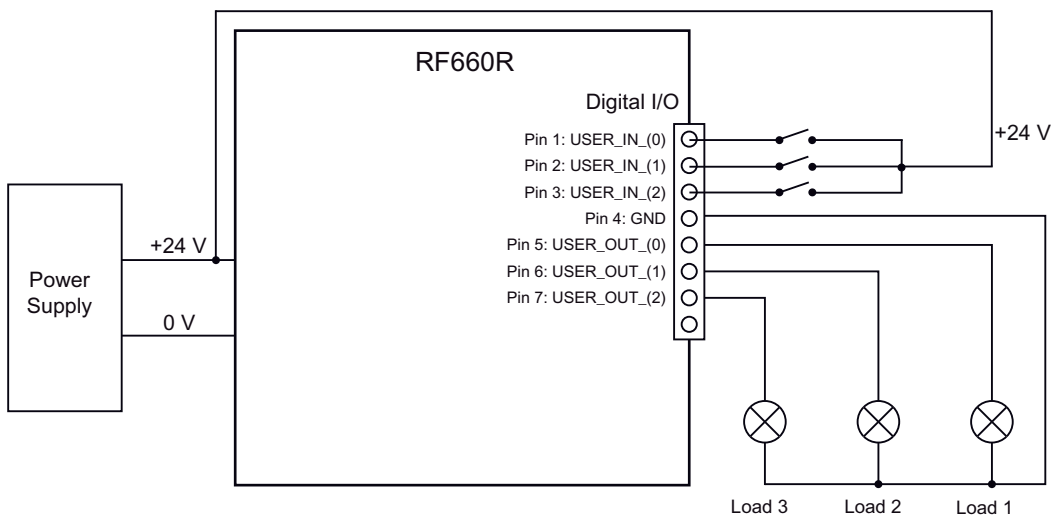 RF660R
Digital I/O
Pin 1: USER_IN_(0)
+24 V
Pin 2: USER_IN_(1)
Pin 3: USER_IN_(2)
Pin 4: GND
Pin 5: USER_OUT_(0)
Pin 6: USER_OUT_(1)
Pin 7: USER_OUT_(2)
+24 V
Power
Supply
0 V
Load 3
Load 2
Load 1